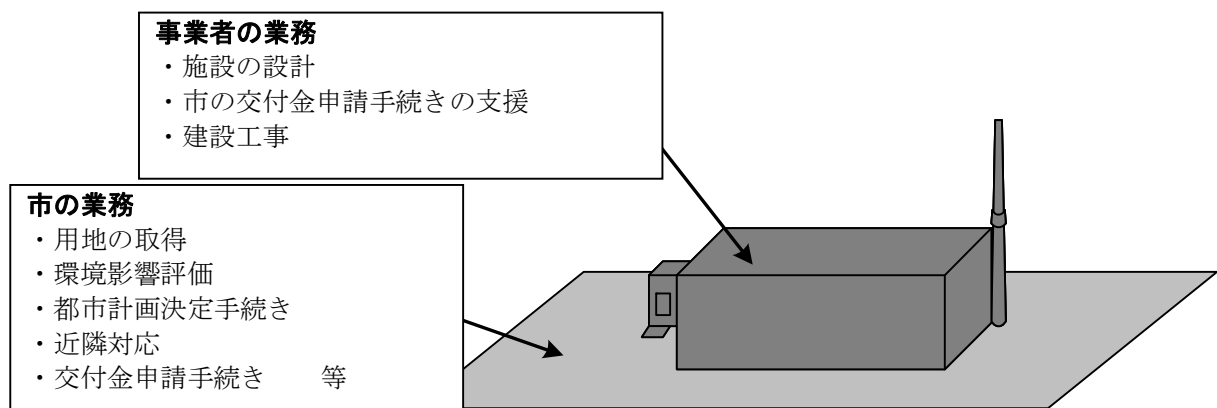 事業者の業務
・施設の設計
・市の交付金申請手続きの支援
・建設工事
市の業務
・用地の取得
・環境影響評価
・都市計画決定手続き
・近隣対応
・交付金申請手続き　　等